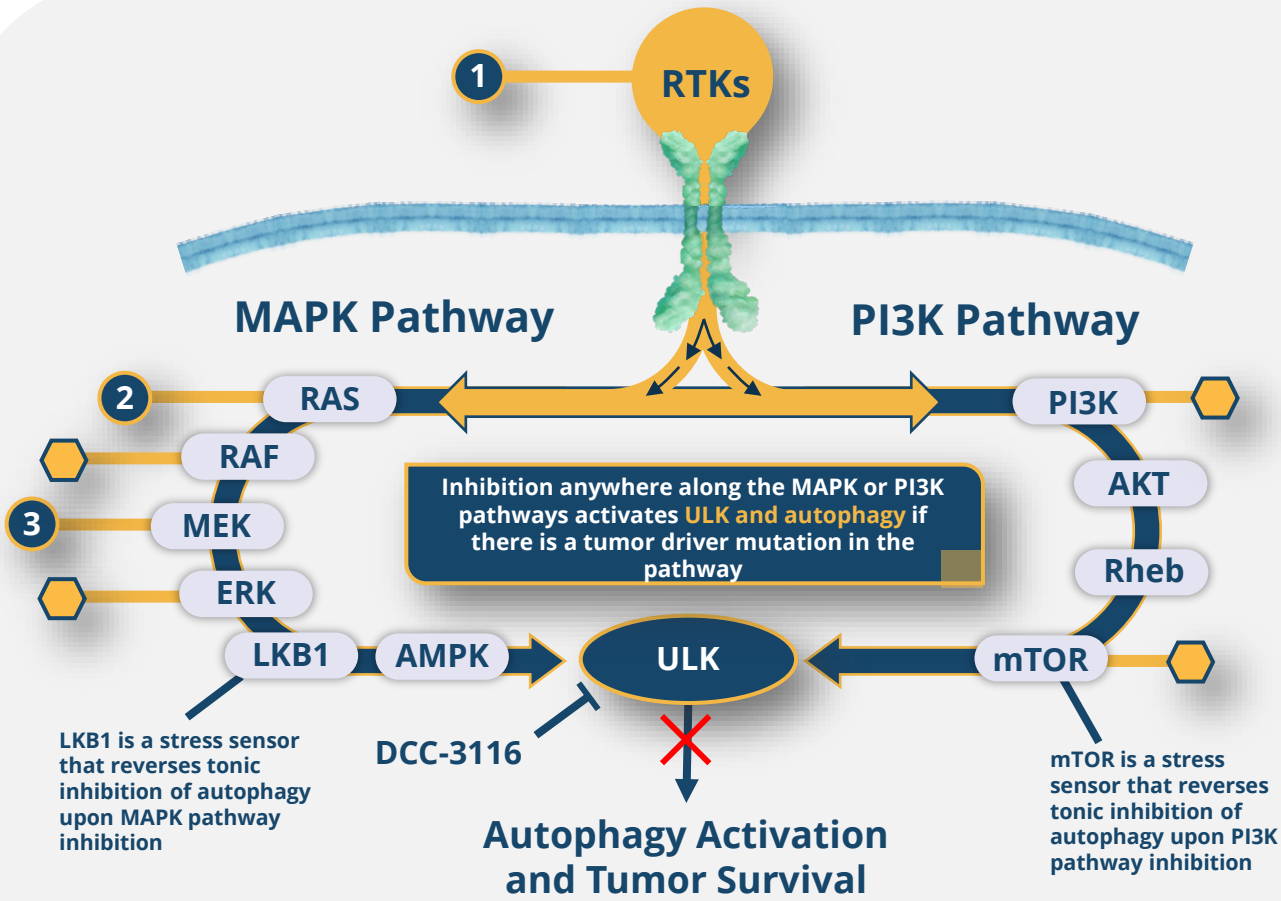 1
RTKs
MAPK Pathway
PI3K Pathway
2
RAS
PI3K
RAF
AKT
3
MEK
Rheb
ERK
Inhibition anywhere along the MAPK or PI3K
pathways activates ULK and autophagy if
there is a tumor driver mutation in the
pathway
LKB1
AMPK
ULK
mTOR
LKB1 is a stress sensor
that reverses tonic
inhibition of autophagy
upon MAPK pathway
inhibition
DCC-3116
mTOR is a stress
sensor that reverses
tonic inhibition of
autophagy upon PI3K
pathway inhibition
Autophagy Activation
and Tumor Survival